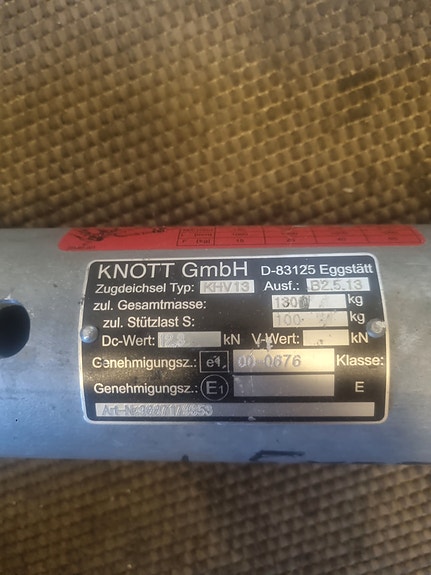 KNOTT GmbH D-83125 Eggstätt
Zugdeichsel Typ: KHV13 Ausf.: B2.5.13
zul. Gesamtmasse: 1300 kg
zul. Stützlast S: 100 kg
Dc-Wert: kN V-Wert: kN
Genehmigungsz.: e1 00-0676 Klasse:
Genehmigungsz.: E1 E